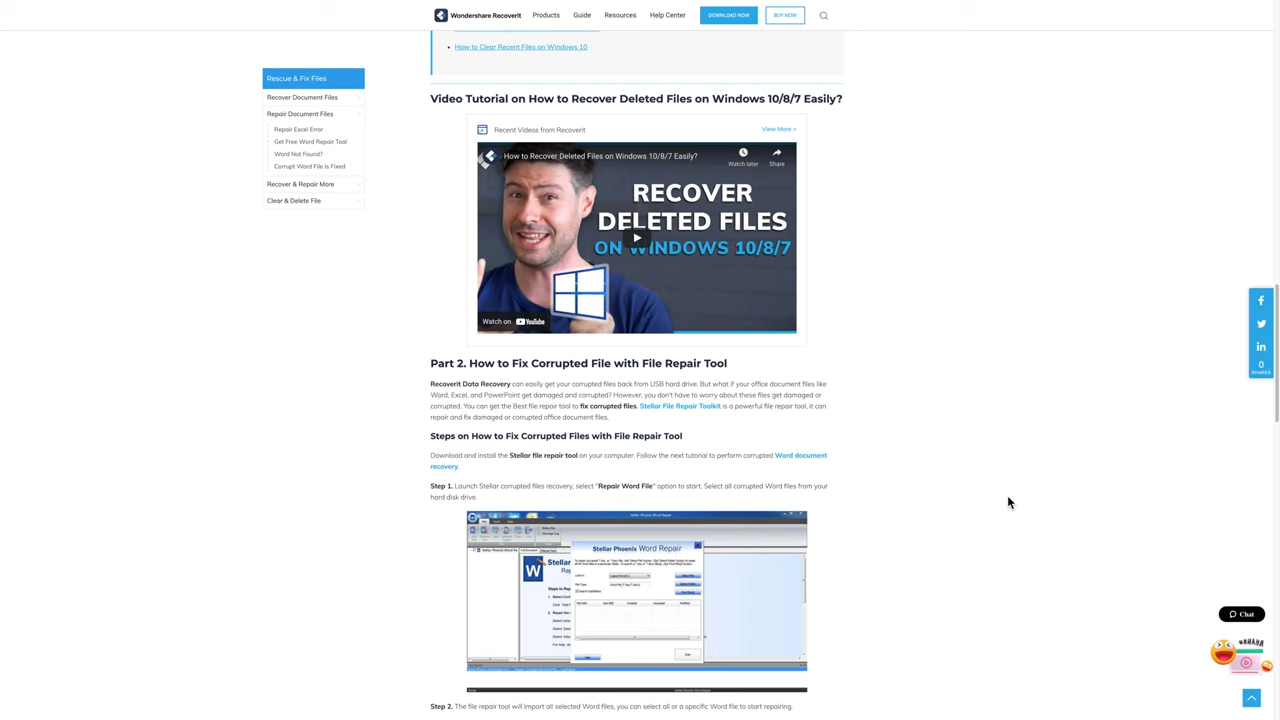 Wondershare Recoverit
Products
Guide
Resources
Help Center
DOWNLOAD NOW
BUY NOW
How to Clear Recent Files on Windows 10
Rescue & Fix Files
Recover Document Files
Repair Document Files
Repair Excel Error
Get Free Word Repair Tool
Word Not Found?
Corrupt Word File Is Fixed
Recover & Repair More
Clear & Delete File
Video Tutorial on How to Recover Deleted Files on Windows 10/8/7 Easily?
Recent Videos from Recoverit
View More >
How to Recover Deleted Files on Windows 10/8/7 Easily?
Watch later
Share
RECOVER
DELETED FILES
ON WINDOWS 10/8/7
Watch on YouTube
Part 2. How to Fix Corrupted File with File Repair Tool
Recoverit Data Recovery can easily get your corrupted files back from USB hard drive. But what if your office document files like
Word, Excel, and PowerPoint get damaged and corrupted? However, you don't have to worry about these files get damaged or
corrupted. You can get the Best file repair tool to fix corrupted files. Stellar File Repair Toolkit is a powerful file repair tool, it can
repair and fix damaged or corrupted office document files.
Steps on How to Fix Corrupted Files with File Repair Tool
Download and install the Stellar file repair tool on your computer. Follow the next tutorial to perform corrupted Word document
recovery.
Step 1. Launch Stellar corrupted files recovery, select "Repair Word File" option to start. Select all corrupted Word files from your
hard disk drive.
Stellar Phoenix Word Repair
Stellar
Step 2. The file repair tool will import all selected Word files, you can select all or a specific Word file to start repairing.
0
SHARES
Chat